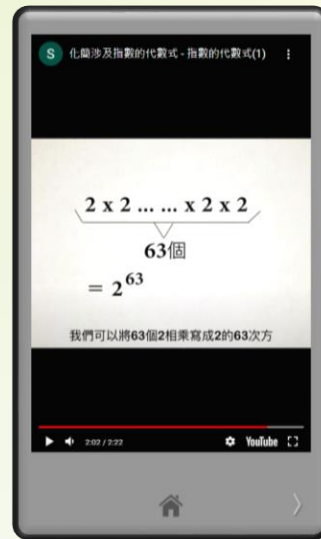 S 化簡涉及指數的代數式 - 指數的代數式(1)
2 x 2 ... ... x 2 x 2
63個
= 2^63
我們可以將63個2相乘寫成2的63次方
2:02 / 2:22 YouTube